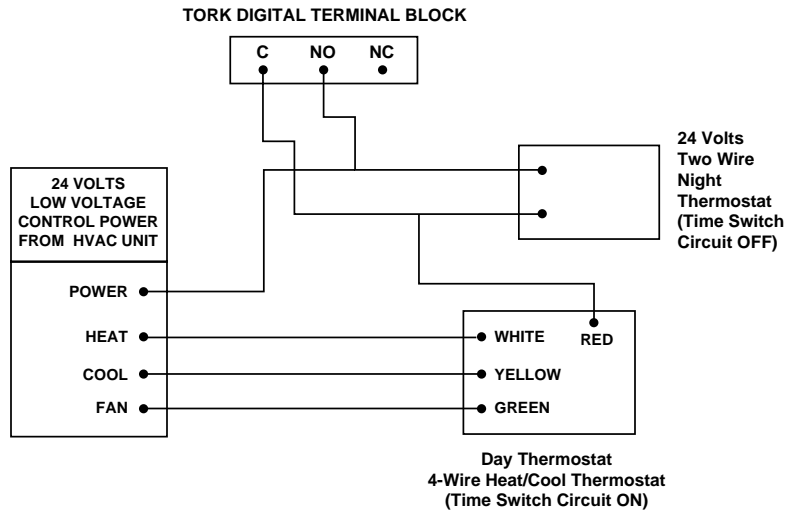 TORK DIGITAL TERMINAL BLOCK
C NO NC
24 Volts
Two Wire
Night
Thermostat
(Time Switch
Circuit OFF)
24 VOLTS
LOW VOLTAGE
CONTROL POWER
FROM HVAC UNIT
POWER
HEAT
COOL
FAN
WHITE
RED
YELLOW
GREEN
Day Thermostat
4-Wire Heat/Cool Thermostat
(Time Switch Circuit ON)